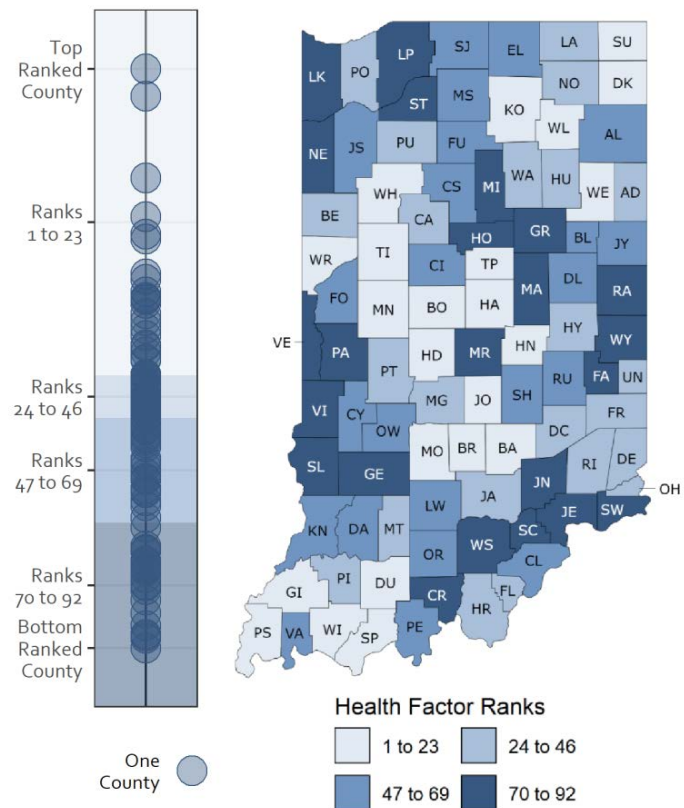 Top
Ranked
County
Ranks
1 to 23
Ranks
24 to 46
Ranks
47 to 69
Ranks
70 to 92
Bottom
Ranked
County
One
County
LK
PO
LP
SJ
EL
LA
SU
ST
NO
DK
MS
KO
WL
AL
NE
JS
PU
FU
WA
HU
WE
AD
WH
CS
MI
BE
CA
HO
GR
BL
JY
WR
TI
CI
TP
FO
MN
BO
HA
MA
DL
RA
HY
VE
PA
HD
MR
HN
WY
PT
RU
FA
UN
VI
CY
MG
JO
SH
FR
OW
DC
MO
BR
BA
SL
GE
RI
DE
JN
OH
LW
JA
KN
DA
MT
JE
SW
OR
WS
SC
CL
GI
PI
DU
CR
FL
HR
PS
VA
WI
SP
PE
Health Factor Ranks
1 to 23
24 to 46
47 to 69
70 to 92